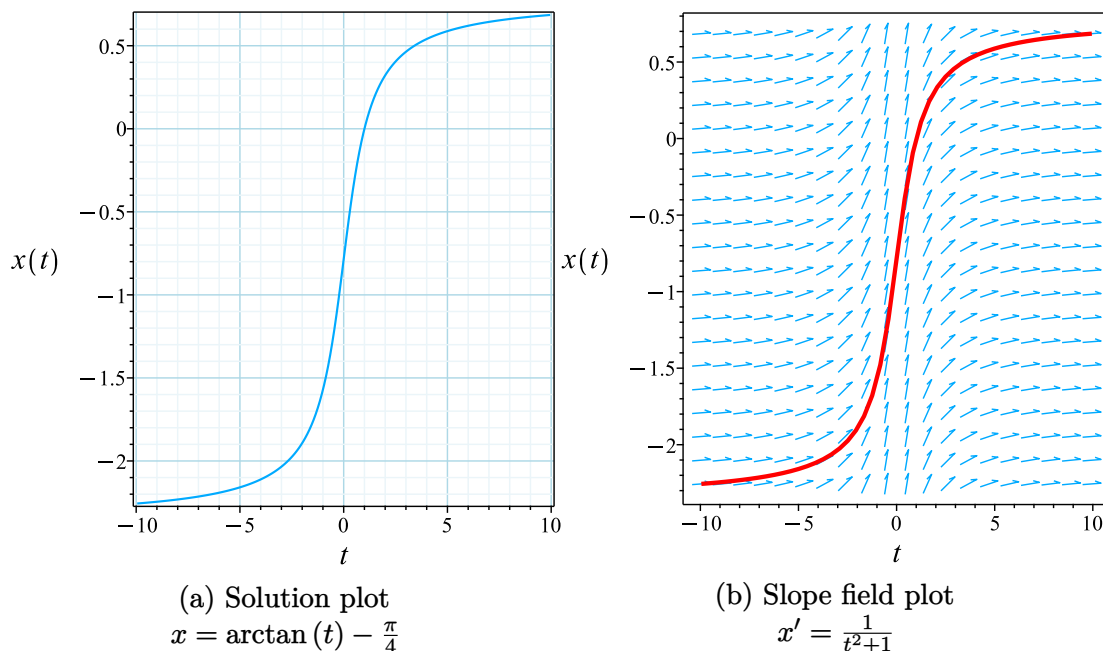 0.5
0
−0.5
−1
−1.5
−2
x(t)
−10 −5 0 5 10
t
(a) Solution plot
x = arctan (t) − π/4
0.5
0
−0.5
−1
−1.5
−2
x(t)
−10 −5 0 5 10
t
(b) Slope field plot
x′ = 1/(t²+1)